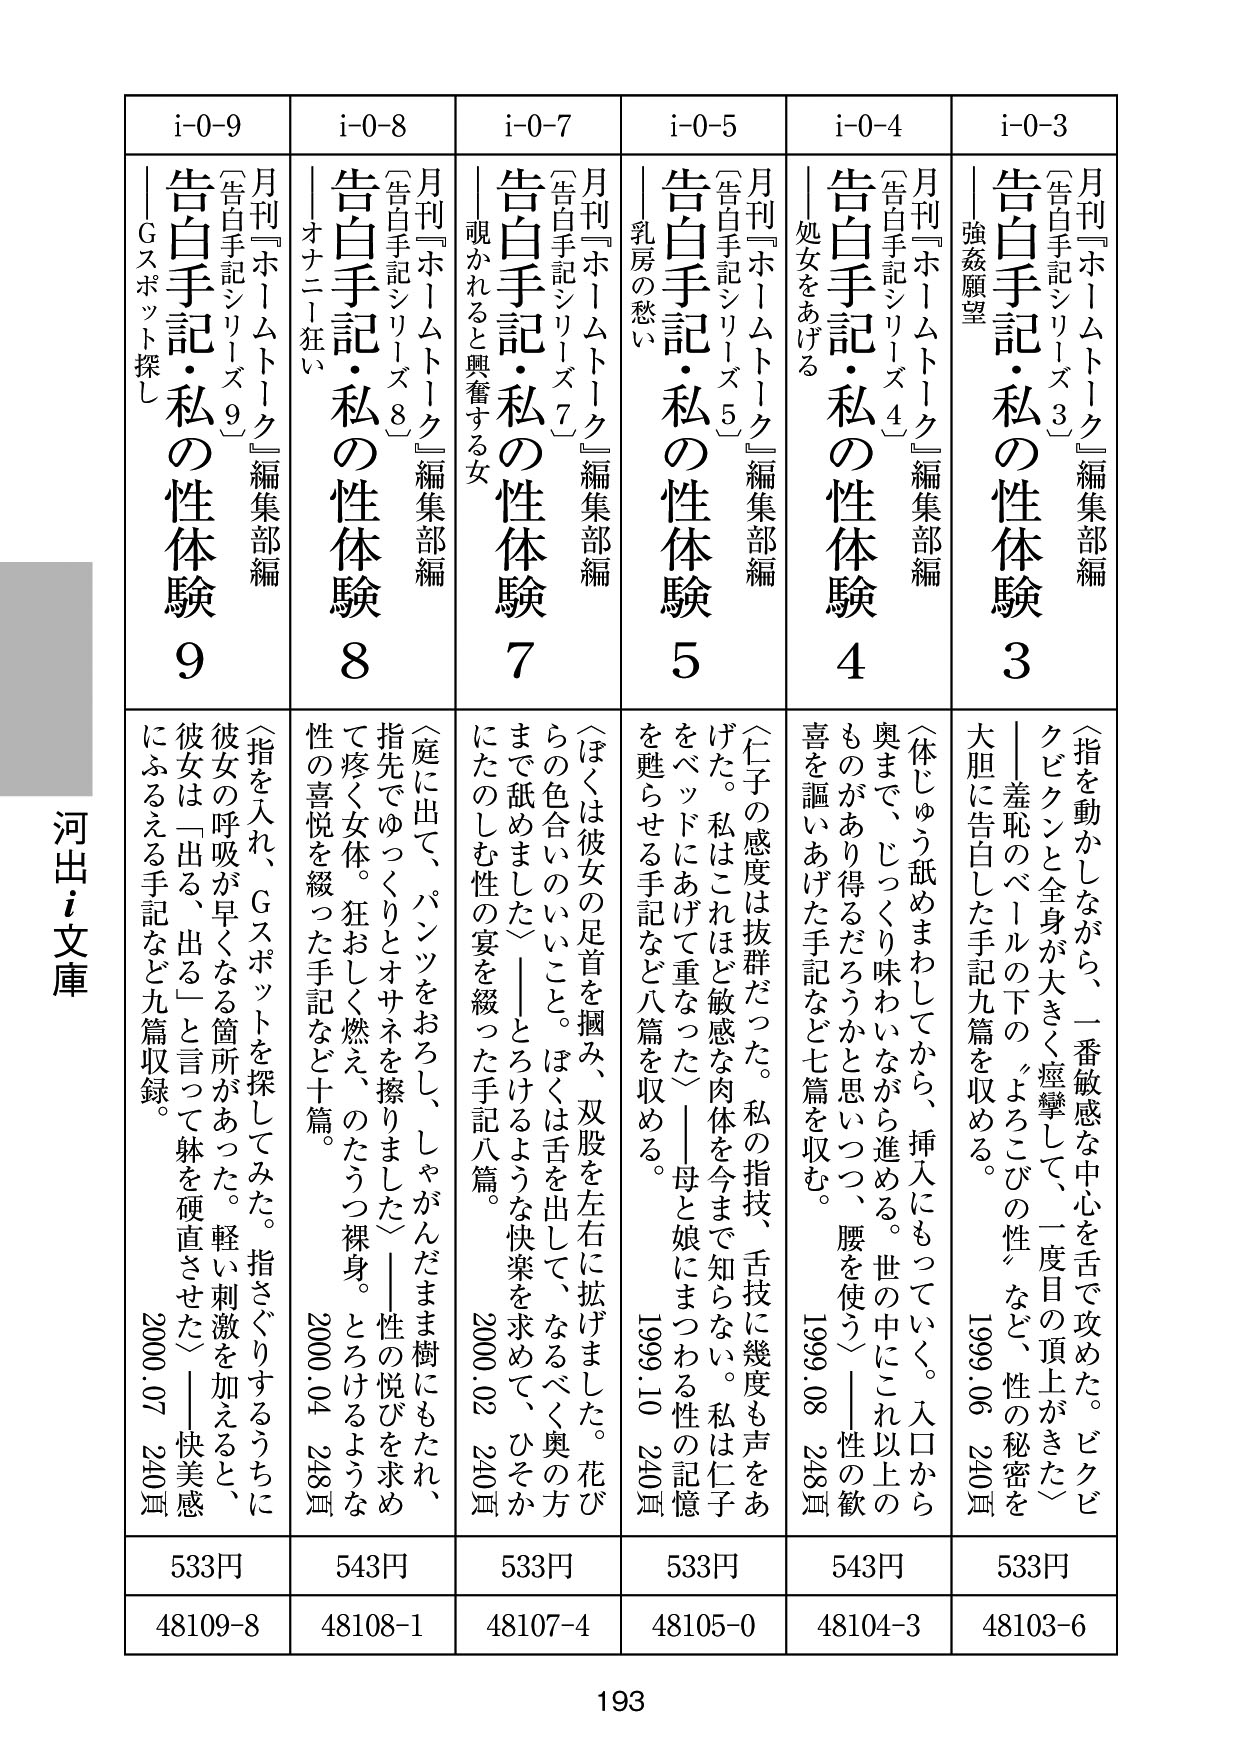 i-0-3
月刊『ホームトーク』編集部編
〔告白手記シリーズ3〕
告白手記・私の性体験 3
──強姦願望
〈指を動かしながら、一番敏感な中心を舌で攻めた。ビクビ
クビクンと全身が大きく痙攣して、一度目の頂上がきた〉
──羞恥のベールの下の〝よろこびの性〟など、性の秘密を
大胆に告白した手記九篇を収める。 1999.06 240頁
533円
48103-6
i-0-4
月刊『ホームトーク』編集部編
〔告白手記シリーズ4〕
告白手記・私の性体験 4
──処女をあげる
〈体じゅう舐めまわしてから、挿入にもっていく。入口から
奥まで、じっくり味わいながら進める。世の中にこれ以上の
ものがあり得るだろうかと思いつつ、腰を使う〉──性の歓
喜を謳いあげた手記など七篇を収む。 1999.08 248頁
543円
48104-3
i-0-5
月刊『ホームトーク』編集部編
〔告白手記シリーズ5〕
告白手記・私の性体験 5
──乳房の愁い
〈仁子の感度は抜群だった。私の指技、舌技に幾度も声をあ
げた。私はこれほど敏感な肉体を今まで知らない。私は仁子
をベッドにあげて重なった〉──母と娘にまつわる性の記憶
を甦らせる手記など八篇を収める。 1999.10 240頁
533円
48105-0
i-0-7
月刊『ホームトーク』編集部編
〔告白手記シリーズ7〕
告白手記・私の性体験 7
──覗かれると興奮する女
〈ぼくは彼女の足首を摑み、双股を左右に拡げました。花び
らの色合いのいいこと。ぼくは舌を出して、なるべく奥の方
まで舐めました〉──とろけるような快楽を求めて、ひそか
にたのしむ性の宴を綴った手記八篇。 2000.02 240頁
533円
48107-4
i-0-8
月刊『ホームトーク』編集部編
〔告白手記シリーズ8〕
告白手記・私の性体験 8
──オナニー狂い
〈庭に出て、パンツをおろし、しゃがんだまま樹にもたれ、
指先でゆっくりとオサネを擦りました〉──性の悦びを求め
て疼く女体。狂おしく燃え、のたうつ裸身。とろけるような
性の喜悦を綴った手記など十篇。 2000.04 248頁
543円
48108-1
i-0-9
月刊『ホームトーク』編集部編
〔告白手記シリーズ9〕
告白手記・私の性体験 9
──Gスポット探し
〈指を入れ、Gスポットを探してみた。指さぐりするうちに
彼女の呼吸が早くなる箇所があった。軽い刺激を加えると、
彼女は「出る、出る」と言って躰を硬直させた〉──快美感
にふるえる手記など九篇収録。 2000.07 240頁
533円
48109-8
河出i文庫
193